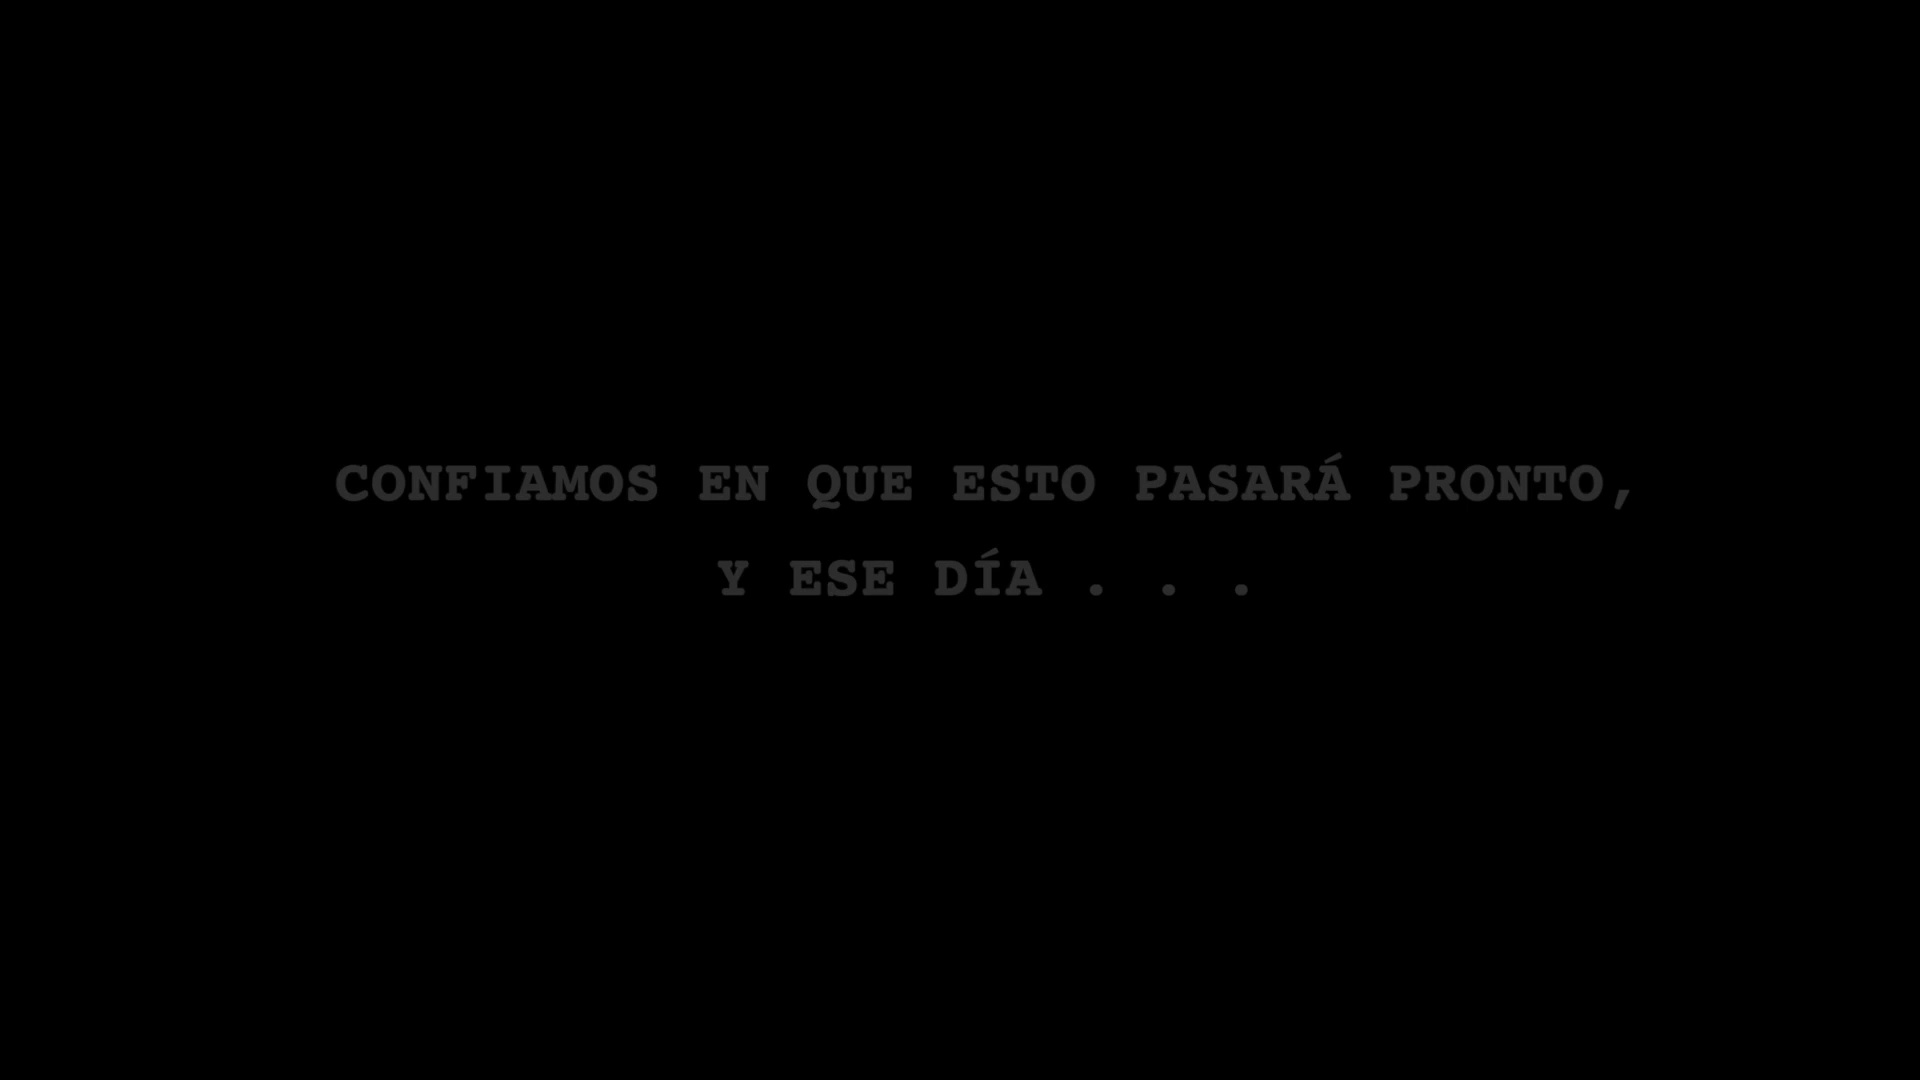 CONFIAMOS EN QUE ESTO PASARÁ PRONTO,
Y ESE DÍA . . .